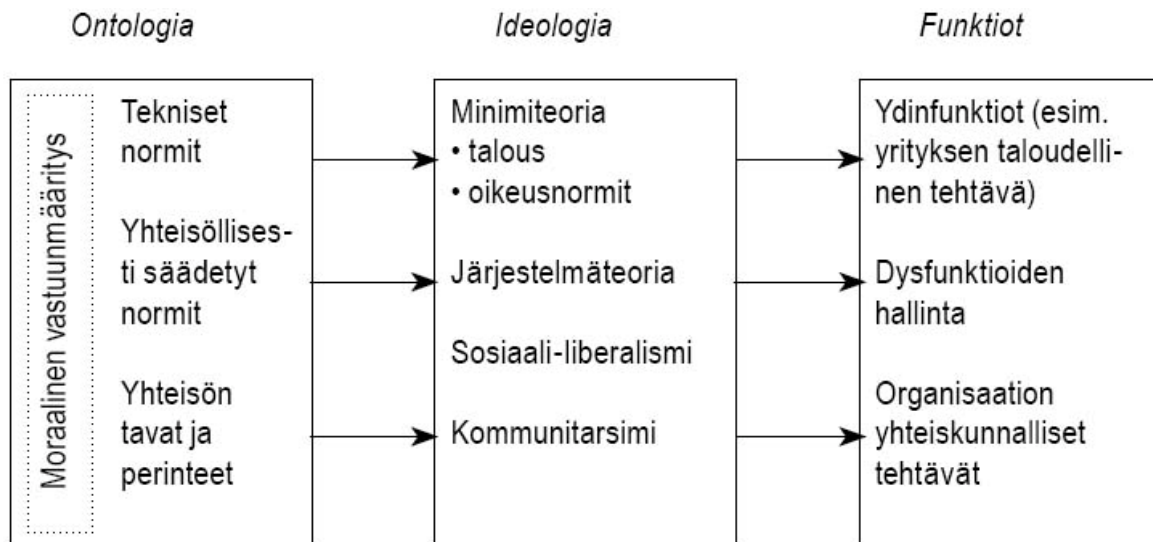 Ontologia
Ideologia
Funktiot
Moraalinen vastuunmääritys
Tekniset
normit
Yhteisöllises-
ti säädetyt
normit
Yhteisön
tavat ja
perinteet
Minimiteoria
• talous
• oikeusnormit
Järjestelmäteoria
Sosiaali-liberalismi
Kommunitarsimi
Ydinfunktiot (esim.
yrityksen taloudelli-
nen tehtävä)
Dysfunktioiden
hallinta
Organisaation
yhteiskunnalliset
tehtävät